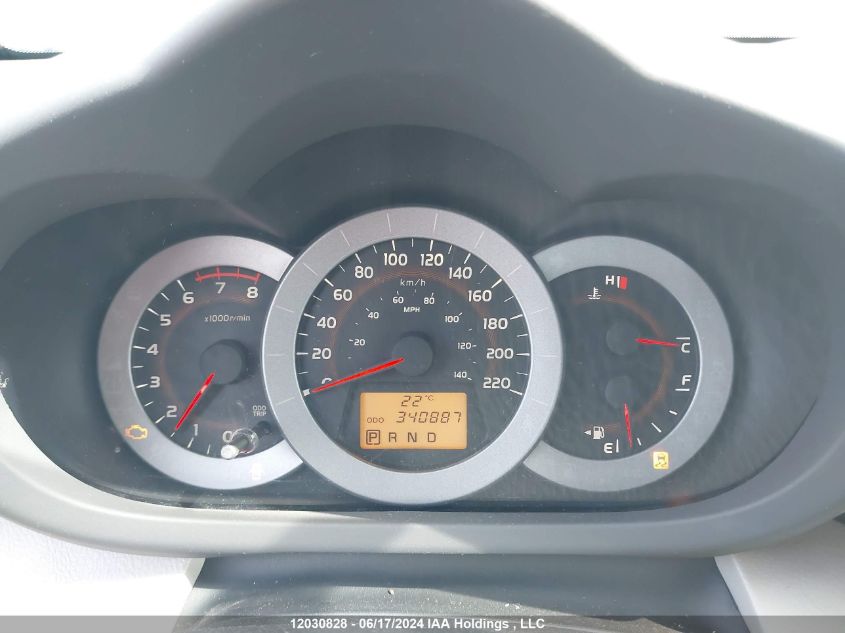 0 1 2 3 4 5 6 7 8
x1000r/min
ODO
TRIP
0 20 40 60 80 100 120 140 160 180 200 220
km/h
20 40 60 80 100 120 140
MPH
22°C
ODO 340887
P R N D
H
C
F
E
12030828 - 06/17/2024 IAA Holdings , LLC